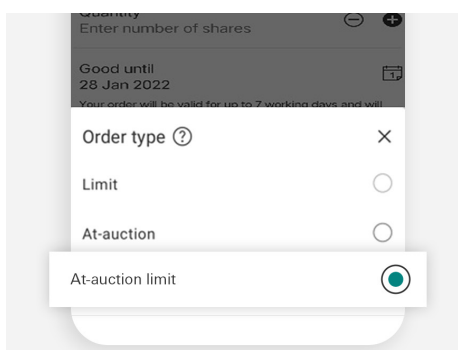 Quantity
Enter number of shares
Good until
28 Jan 2022
Your order will be valid for up to 7 working days and will
Order type ?
Limit
At-auction
At-auction limit